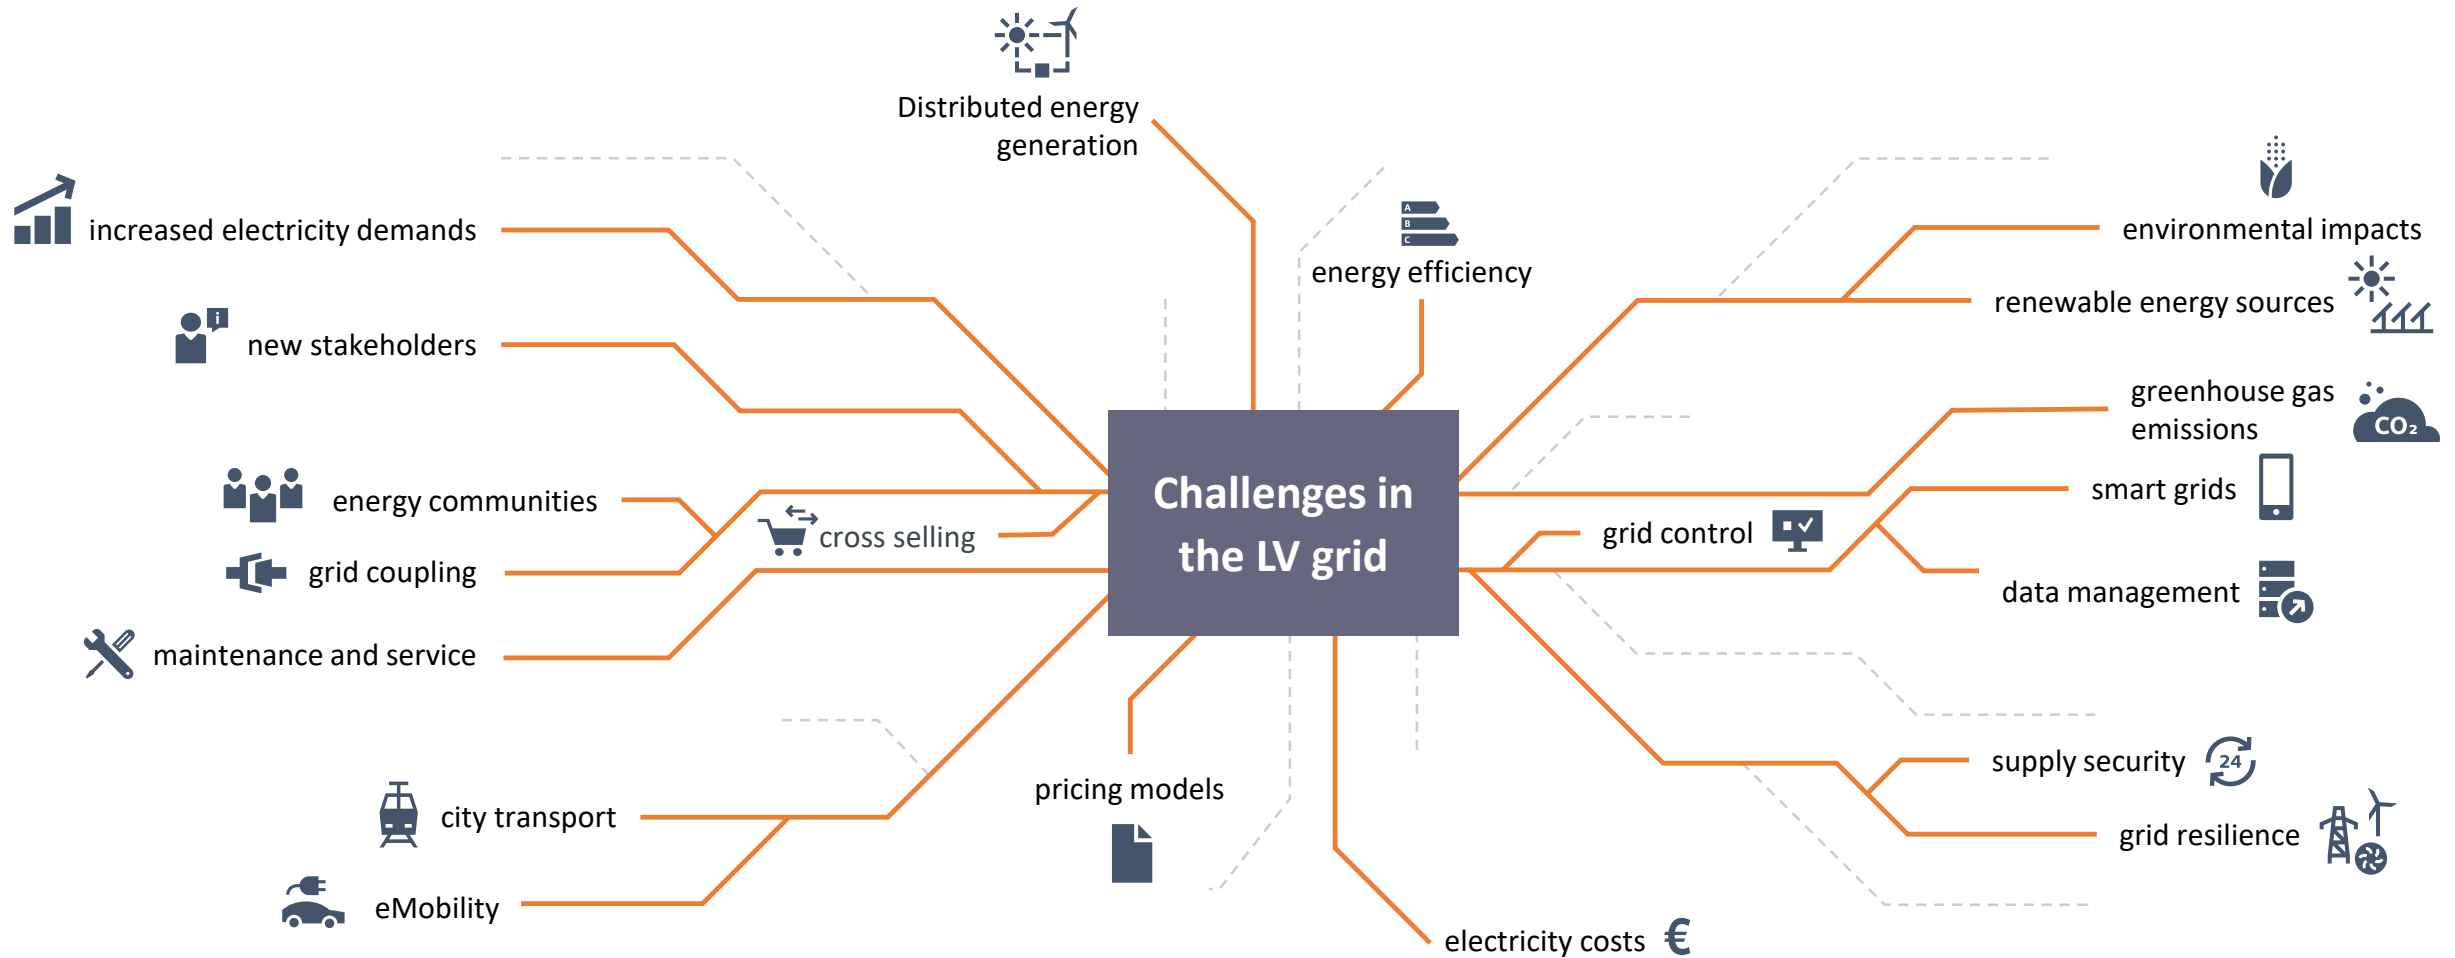 Distributed energy
generation
A
B
C
energy efficiency
increased electricity demands
i
new stakeholders
energy communities
cross selling
grid coupling
maintenance and service
city transport
eMobility
Challenges in
the LV grid
pricing models
electricity costs €
environmental impacts
renewable energy sources
greenhouse gas
emissions
CO₂
smart grids
grid control
data management
supply security 24
grid resilience